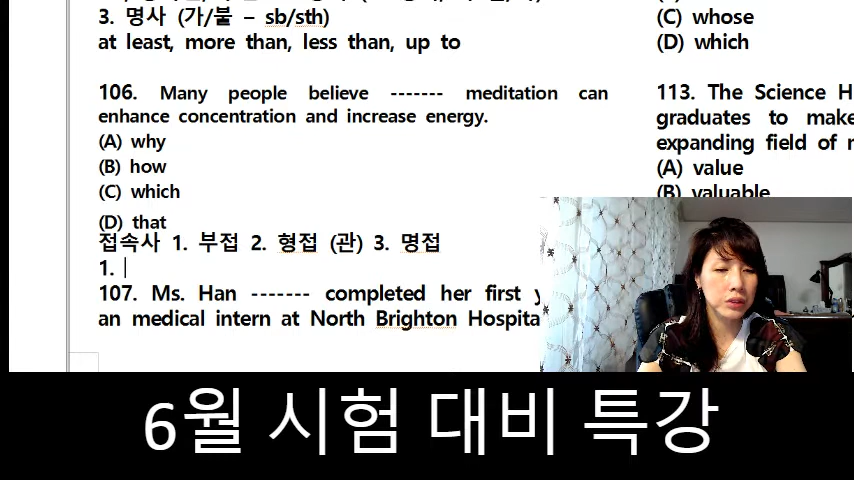 3. 명사 (가/불 – sb/sth)
at least, more than, less than, up to
106. Many people believe ------- meditation can
enhance concentration and increase energy.
(A) why
(B) how
(C) which
(D) that
접속사 1. 부접 2. 형접 (관) 3. 명접
1.
107. Ms. Han ------- completed her first
an medical intern at North Brighton Hospita
(C) whose
(D) which
113. The Science H
graduates to make
expanding field of
(A) value
(B) valuable
6월 시험 대비 특강